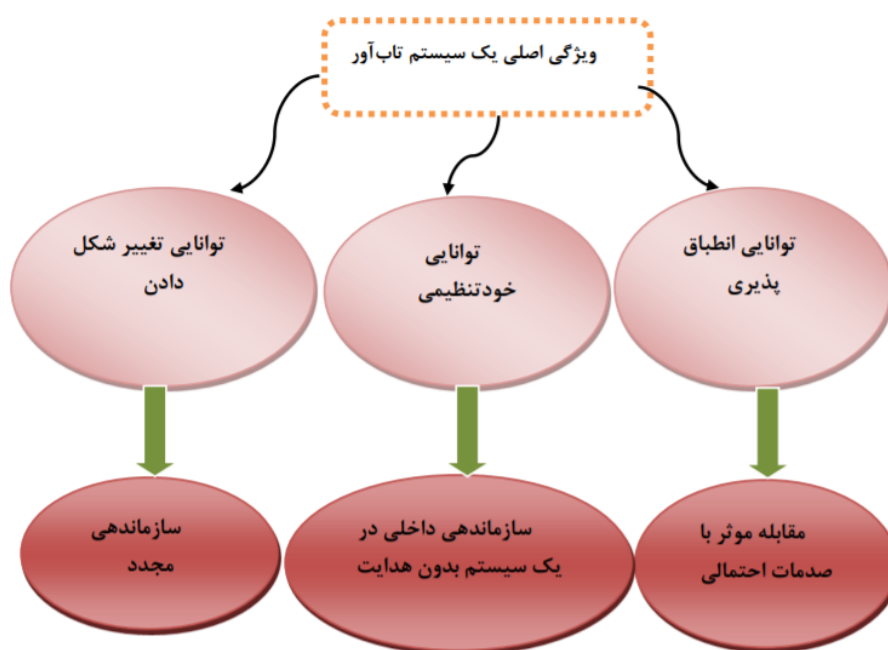 ویژگی اصلی یک سیستم تاب‌آور
توانایی انطباق
پذیری
توانایی
خودتنظیمی
توانایی تغییر شکل
دادن
مقابله موثر با
صدمات احتمالی
سازماندهی داخلی در
یک سیستم بدون هدایت
سازماندهی
مجدد